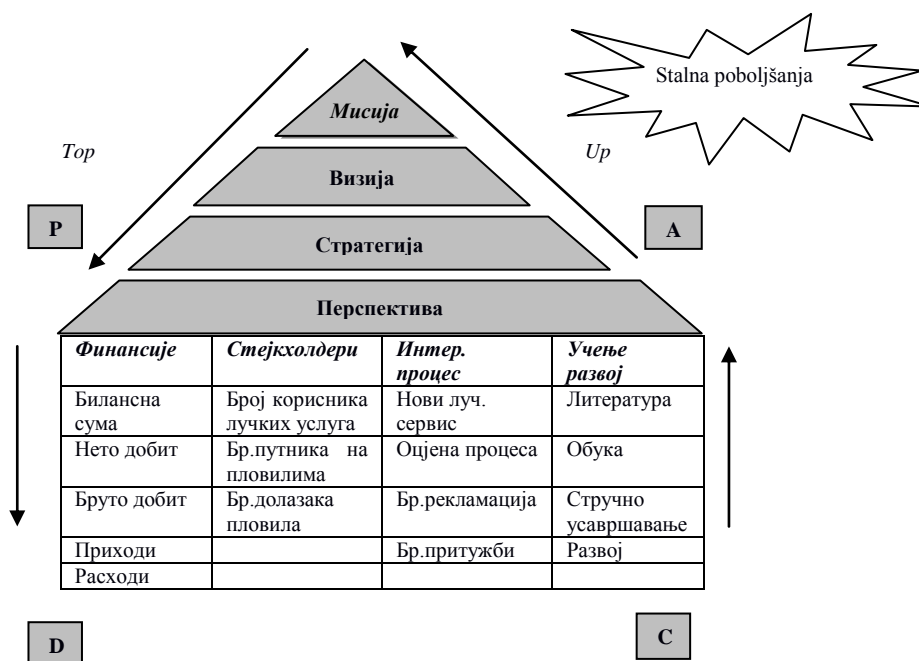 Stalna poboljšanja
Мисија
Top
Up
Визија
P
A
Стратегија
Перспектива
Финансије
Стејкхолдери
Интер.
процес
Учење
развој
Билансна
сума
Број корисника
лучких услуга
Нови луч.
сервис
Литература
Нето добит
Бр.путника на
пловилима
Оцјена процеса
Обука
Бруто добит
Бр.долазака
пловила
Бр.рекламација
Стручно
усавршавање
Приходи
Бр.притужби
Развој
Расходи
D
C